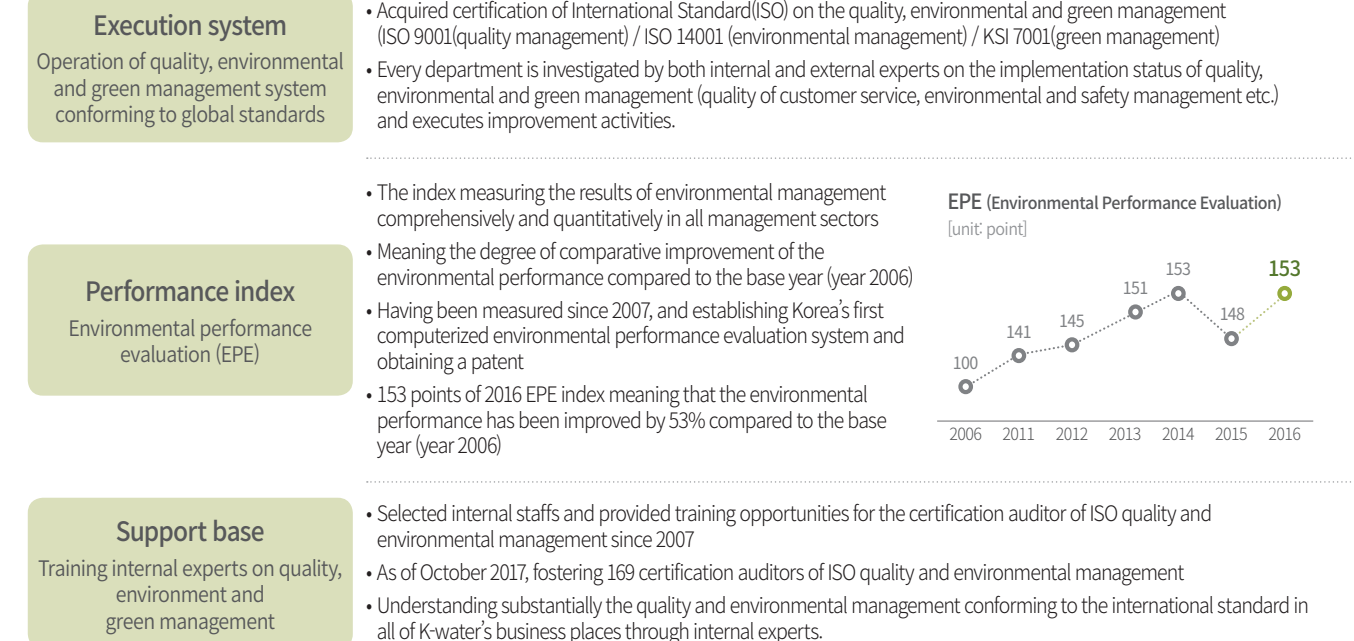 Execution system
Operation of quality, environmental
and green management system
conforming to global standards
• Acquired certification of International Standard(ISO) on the quality, environmental and green management
(ISO 9001(quality management) / ISO 14001 (environmental management) / KSI 7001(green management)
• Every department is investigated by both internal and external experts on the implementation status of quality,
environmental and green management (quality of customer service, environmental and safety management etc.)
and executes improvement activities.
Performance index
Environmental performance
evaluation (EPE)
• The index measuring the results of environmental management
comprehensively and quantitatively in all management sectors
• Meaning the degree of comparative improvement of the
environmental performance compared to the base year (year 2006)
• Having been measured since 2007, and establishing Korea's first
computerized environmental performance evaluation system and
obtaining a patent
• 153 points of 2016 EPE index meaning that the environmental
performance has been improved by 53% compared to the base
year (year 2006)
EPE (Environmental Performance Evaluation)
[unit: point]
100 141 145 151 153 148 153
2006 2011 2012 2013 2014 2015 2016
Support base
Training internal experts on quality,
environment and
green management
• Selected internal staffs and provided training opportunities for the certification auditor of ISO quality and
environmental management since 2007
• As of October 2017, fostering 169 certification auditors of ISO quality and environmental management
• Understanding substantially the quality and environmental management conforming to the international standard in
all of K-water's business places through internal experts.